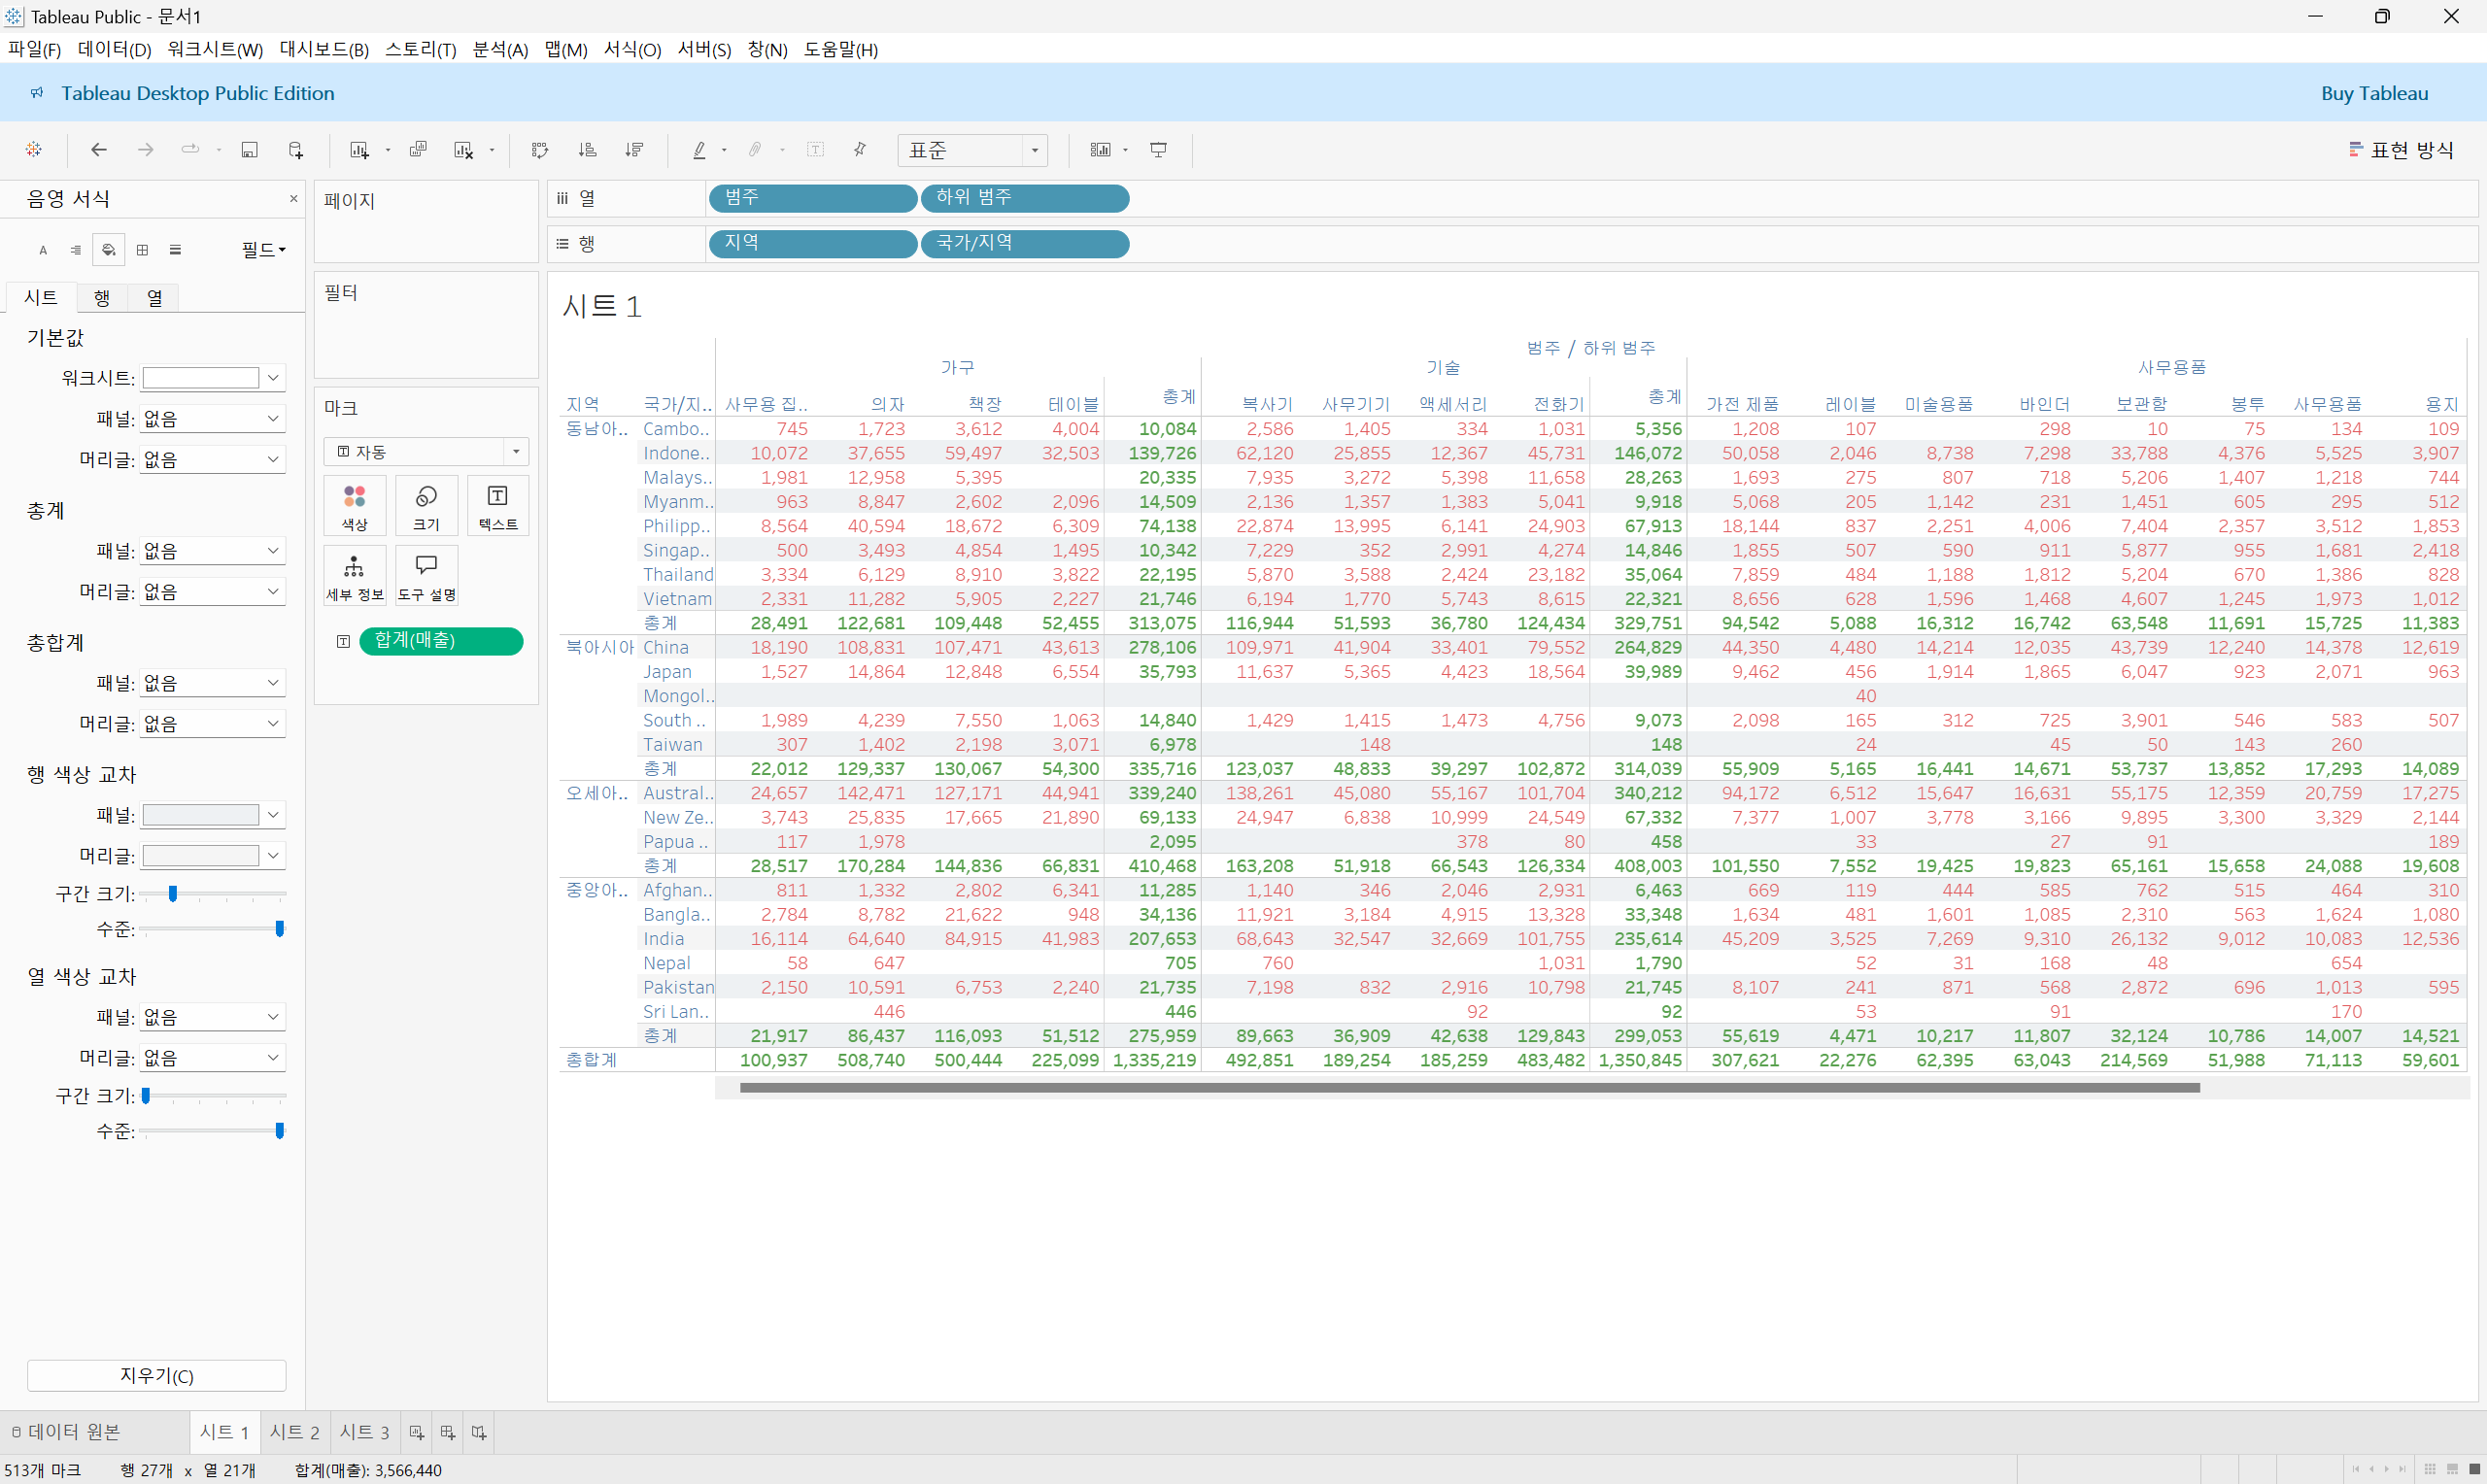 Tableau Public - 문서1
파일(F) 데이터(D) 워크시트(W) 대시보드(B) 스토리(T) 분석(A) 맵(M) 서식(O) 서버(S) 창(N) 도움말(H)
Tableau Desktop Public Edition Buy Tableau
표준 표현 방식
음영 서식
필드
시트 행 열
기본값
워크시트:
패널: 없음
머리글: 없음
총계
패널: 없음
머리글: 없음
총합계
패널: 없음
머리글: 없음
행 색상 교차
패널:
머리글:
구간 크기:
수준:
열 색상 교차
패널: 없음
머리글: 없음
구간 크기:
수준:
지우기(C)
페이지
필터
마크
자동
색상 크기 텍스트
세부 정보 도구 설명
합계(매출)
열 범주 하위 범주
행 지역 국가/지역
시트 1
범주 / 하위 범주
가구 기술 사무용품
지역 국가/지.. 사무용 집.. 의자 책장 테이블 총계 복사기 사무기기 액세서리 전화기 총계 가전 제품 레이블 미술용품 바인더 보관함 봉투 사무용품 용지
동남아.. Cambo.. 745 1,723 3,612 4,004 10,084 2,586 1,405 334 1,031 5,356 1,208 107 298 10 75 134 109
Indone.. 10,072 37,655 59,497 32,503 139,726 62,120 25,855 12,367 45,731 146,072 50,058 2,046 8,738 7,298 33,788 4,376 5,525 3,907
Malays.. 1,981 12,958 5,395 20,335 7,935 3,272 5,398 11,658 28,263 1,693 275 807 718 5,206 1,407 1,218 744
Myanm.. 963 8,847 2,602 2,096 14,509 2,136 1,357 1,383 5,041 9,918 5,068 205 1,142 231 1,451 605 295 512
Philipp.. 8,564 40,594 18,672 6,309 74,138 22,874 13,995 6,141 24,903 67,913 18,144 837 2,251 4,006 7,404 2,357 3,512 1,853
Singap.. 500 3,493 4,854 1,495 10,342 7,229 352 2,991 4,274 14,846 1,855 507 590 911 5,877 955 1,681 2,418
Thailand 3,334 6,129 8,910 3,822 22,195 5,870 3,588 2,424 23,182 35,064 7,859 484 1,188 1,812 5,204 670 1,386 828
Vietnam 2,331 11,282 5,905 2,227 21,746 6,194 1,770 5,743 8,615 22,321 8,656 628 1,596 1,468 4,607 1,245 1,973 1,012
총계 28,491 122,681 109,448 52,455 313,075 116,944 51,593 36,780 124,434 329,751 94,542 5,088 16,312 16,742 63,548 11,691 15,725 11,383
북아시아 China 18,190 108,831 107,471 43,613 278,106 109,971 41,904 33,401 79,552 264,829 44,350 4,480 14,214 12,035 43,739 12,240 14,378 12,619
Japan 1,527 14,864 12,848 6,554 35,793 11,637 5,365 4,423 18,564 39,989 9,462 456 1,914 1,865 6,047 923 2,071 963
Mongol.. 40
South .. 1,989 4,239 7,550 1,063 14,840 1,429 1,415 1,473 4,756 9,073 2,098 165 312 725 3,901 546 583 507
Taiwan 307 1,402 2,198 3,071 6,978 148 148 24 45 50 143 260
총계 22,012 129,337 130,067 54,300 335,716 123,037 48,833 39,297 102,872 314,039 55,909 5,165 16,441 14,671 53,737 13,852 17,293 14,089
오세아.. Austral.. 24,657 142,471 127,171 44,941 339,240 138,261 45,080 55,167 101,704 340,212 94,172 6,512 15,647 16,631 55,175 12,359 20,759 17,275
New Ze.. 3,743 25,835 17,665 21,890 69,133 24,947 6,838 10,999 24,549 67,332 7,377 1,007 3,778 3,166 9,895 3,300 3,329 2,144
Papua .. 117 1,978 2,095 378 80 458 33 27 91 189
총계 28,517 170,284 144,836 66,831 410,468 163,208 51,918 66,543 126,334 408,003 101,550 7,552 19,425 19,823 65,161 15,658 24,088 19,608
중앙아.. Afghan.. 811 1,332 2,802 6,341 11,285 1,140 346 2,046 2,931 6,463 669 119 444 585 762 515 464 310
Bangla.. 2,784 8,782 21,622 948 34,136 11,921 3,184 4,915 13,328 33,348 1,634 481 1,601 1,085 2,310 563 1,624 1,080
India 16,114 64,640 84,915 41,983 207,653 68,643 32,547 32,669 101,755 235,614 45,209 3,525 7,269 9,310 26,132 9,012 10,083 12,536
Nepal 58 647 705 760 1,031 1,790 52 31 168 48 654
Pakistan 2,150 10,591 6,753 2,240 21,735 7,198 832 2,916 10,798 21,745 8,107 241 871 568 2,872 696 1,013 595
Sri Lan.. 446 446 92 92 53 91 170
총계 21,917 86,437 116,093 51,512 275,959 89,663 36,909 42,638 129,843 299,053 55,619 4,471 10,217 11,807 32,124 10,786 14,007 14,521
총합계 100,937 508,740 500,444 225,099 1,335,219 492,851 189,254 185,259 483,482 1,350,845 307,621 22,276 62,395 63,043 214,569 51,988 71,113 59,601
데이터 원본 시트 1 시트 2 시트 3
513개 마크 행 27개 x 열 21개 합계(매출): 3,566,440